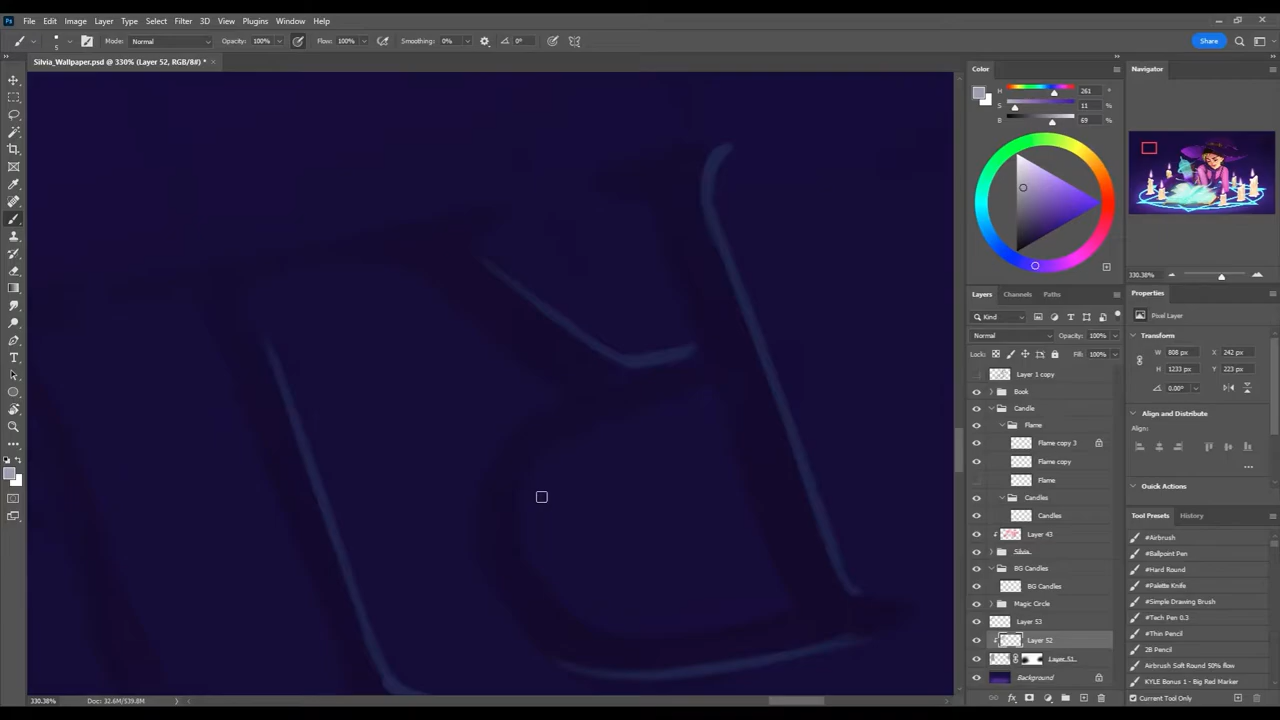 Ps File Edit Image Layer Type Select Filter 3D View Plugins Window Help
5 Mode: Normal Opacity: 100% Flow: 100% Smoothing: 0% 0° Share
Silvia_Wallpaper.psd @ 330% (Layer 52, RGB/8#) *
Color
H 261 °
S 11 %
B 69 %
Navigator
330.38%
Layers Channels Paths
Kind
Normal Opacity: 100%
Lock: Fill: 100%
Layer 1 copy
Book
Candle
Flame
Flame copy 3
Flame copy
Flame
Candles
Candles
Layer 43
Silvia
BG Candles
BG Candles
Magic Circle
Layer 53
Layer 52
Layer 51
Background
Properties
Pixel Layer
Transform
W 808 px X 242 px
H 1233 px Y 223 px
0.00°
Align and Distribute
Align:
Quick Actions
Tool Presets History
#Airbrush
#Ballpoint Pen
#Hard Round
#Palette Knife
#Simple Drawing Brush
#Tech Pen 0.3
#Thin Pencil
2B Pencil
Airbrush Soft Round 50% flow
KYLE Bonus 1 - Big Red Marker
Current Tool Only
330.38% Doc: 32.6M/539.8M